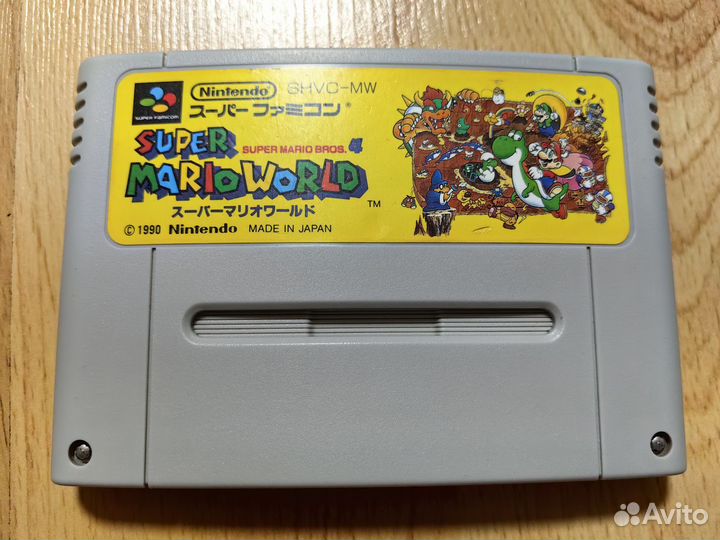 SUPER FAMICOM
Nintendo SHVC-MW
スーパーファミコン
SUPER
SUPER MARIO BROS. 4
MARIO WORLD
TM
スーパーマリオワールド
© 1990 Nintendo MADE IN JAPAN
Avito